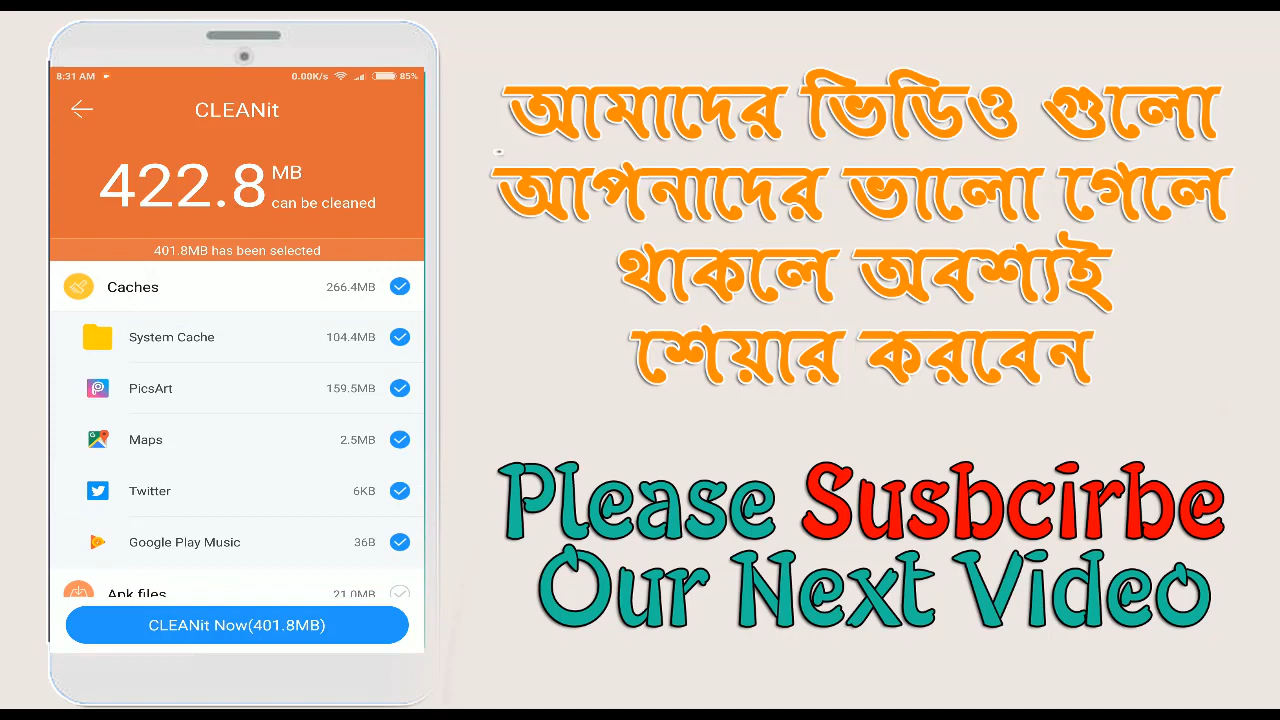 8:31 AM 0.00K/s 85%
CLEANit
422.8 MB
can be cleaned
401.8MB has been selected
Caches 266.4MB
System Cache 104.4MB
PicsArt 159.5MB
Maps 2.5MB
Twitter 6KB
Google Play Music 36B
Apk files 21.0MB
CLEANit Now(401.8MB)
আমাদের ভিডিও গুলো
আপনাদের ভালো গেলে
থাকলে অবশ্যই
শেয়ার করবেন
Please Susbcirbe
Our Next Video